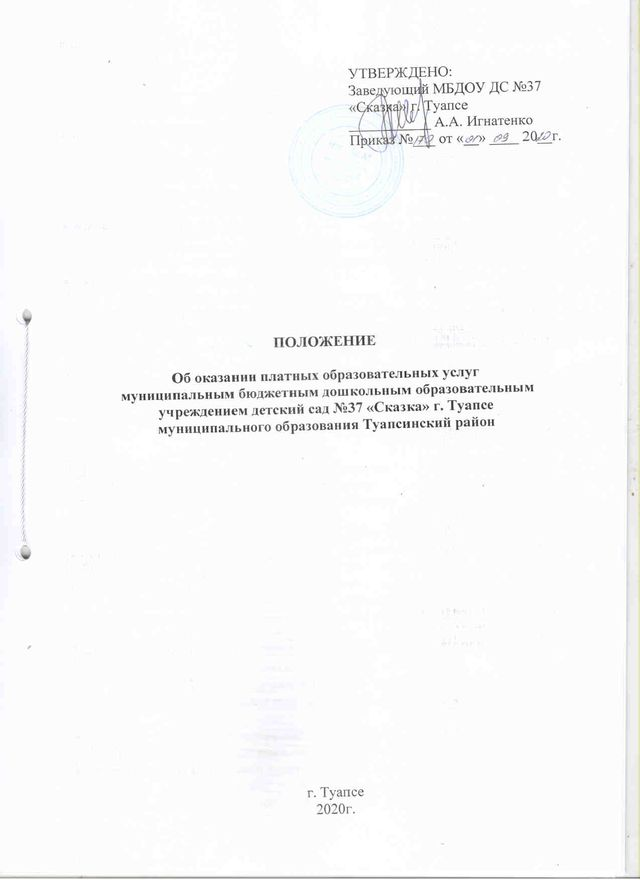 УТВЕРЖДЕНО:
Заведующий МБДОУ ДС №37
«Сказка» г. Туапсе
А.А. Игнатенко
Приказ № от « » 09 20 г.
ПОЛОЖЕНИЕ
Об оказании платных образовательных услуг
муниципальным бюджетным дошкольным образовательным
учреждением детский сад №37 «Сказка» г. Туапсе
муниципального образования Туапсинский район
г. Туапсе
2020г.